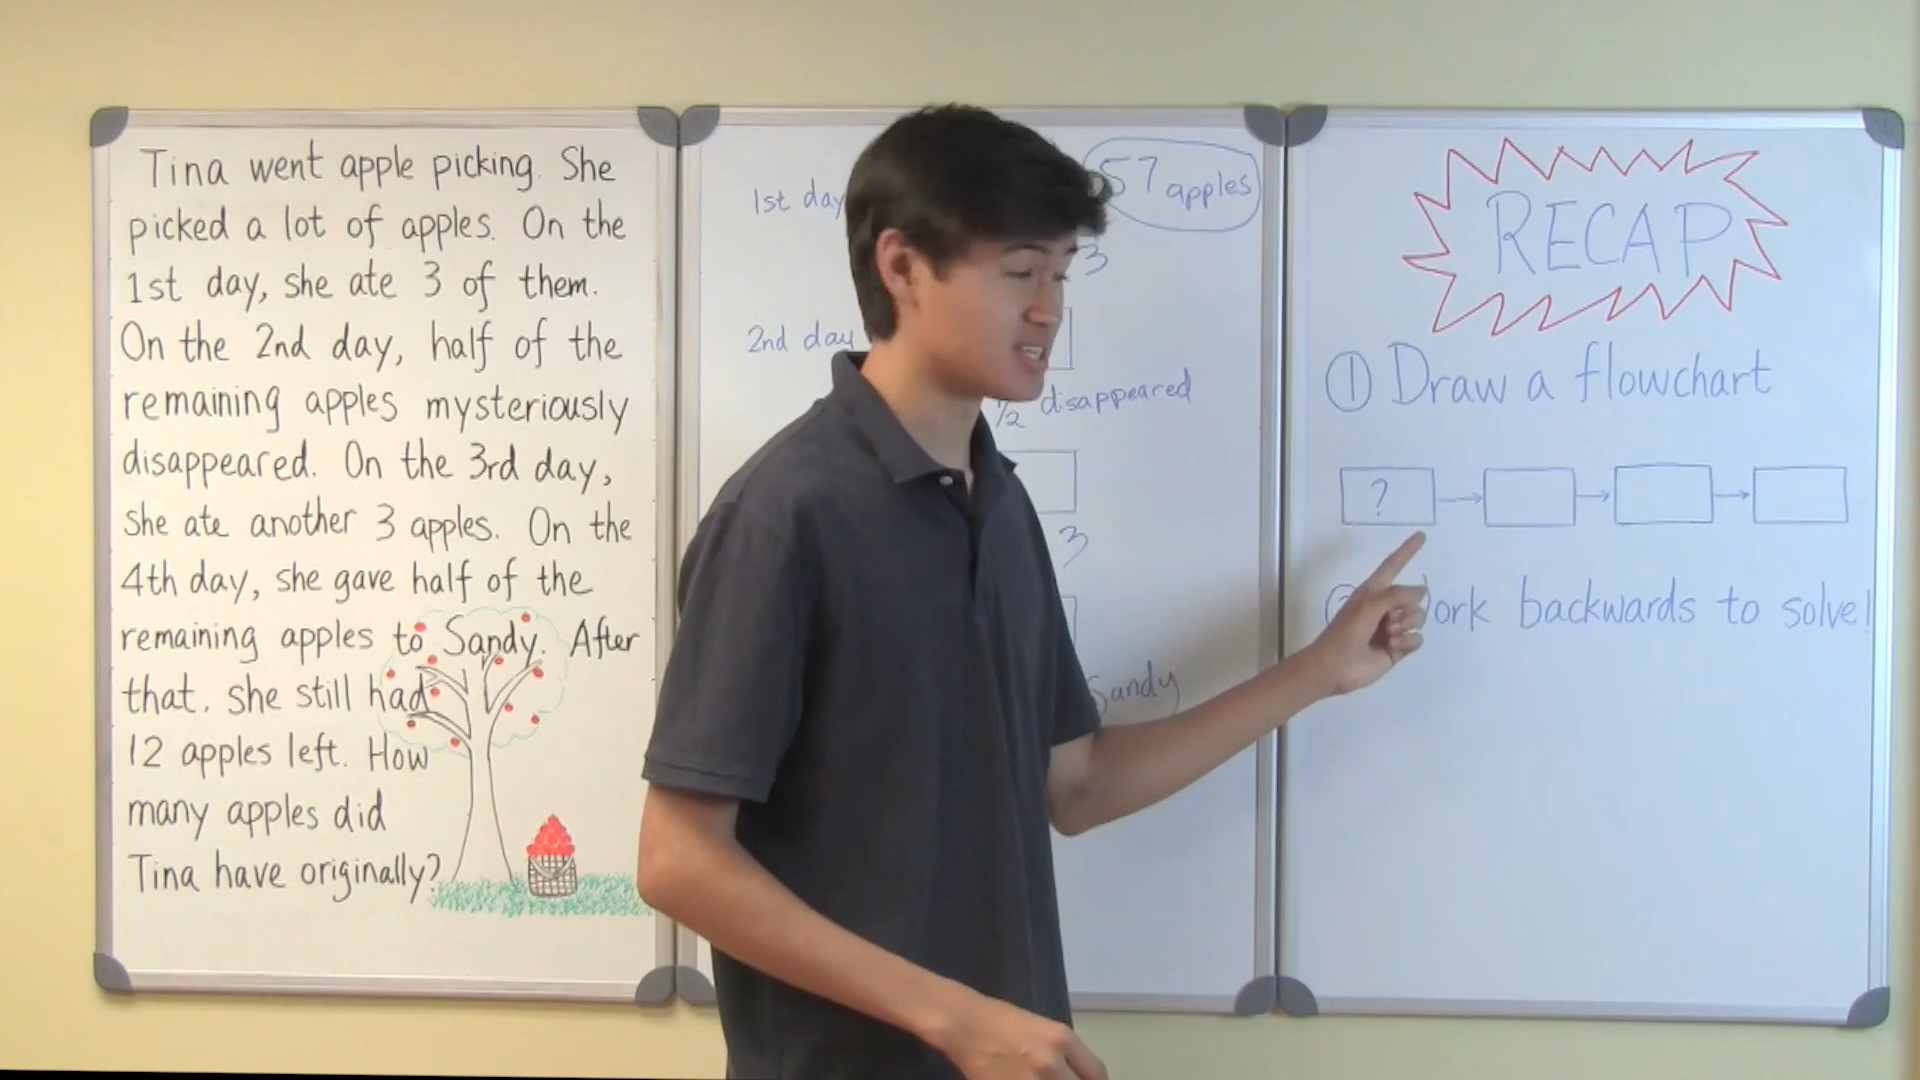 Tina went apple picking. She
picked a lot of apples. On the
1st day, she ate 3 of them.
On the 2nd day, half of the
remaining apples mysteriously
disappeared. On the 3rd day,
she ate another 3 apples. On the
4th day, she gave half of the
remaining apples to Sandy. After
that, she still had
12 apples left. How
many apples did
Tina have originally?
1st day
57 apples
3
2nd day
1/2 disappeared
3
Sandy
RECAP
① Draw a flowchart
?
backwards to solve!